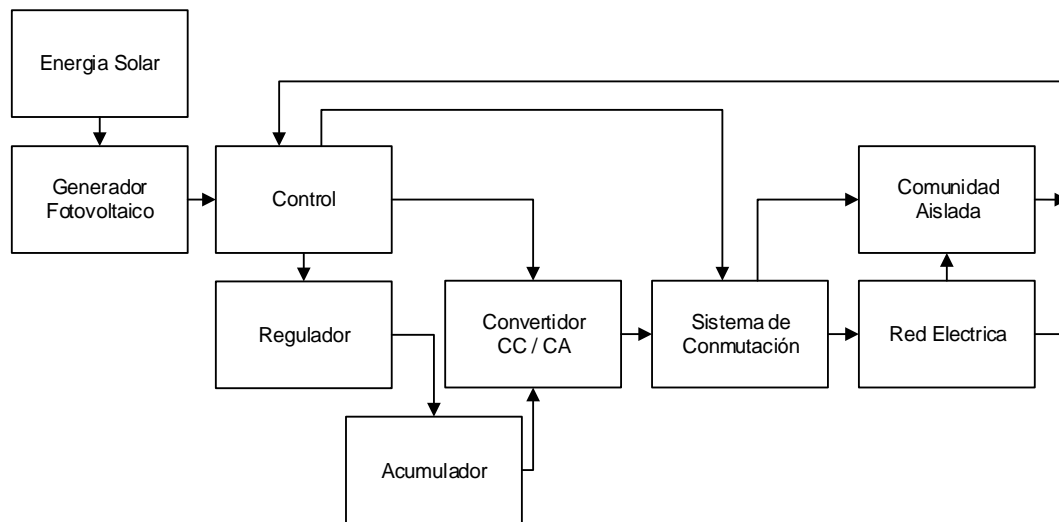 Energia Solar
Generador
Fotovoltaico
Control
Comunidad
Aislada
Regulador
Convertidor
CC / CA
Sistema de
Conmutación
Red Electrica
Acumulador